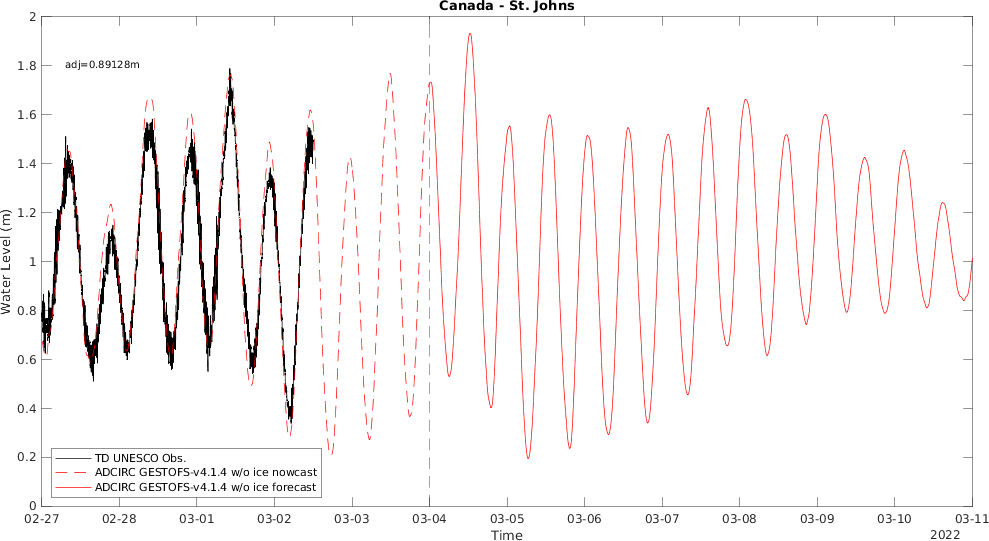 Canada - St. Johns
2
1.8
1.6
1.4
1.2
1
0.8
0.6
0.4
0.2
0
Water Level (m)
adj=0.89128m
TD UNESCO Obs.
ADCIRC GESTOFS-v4.1.4 w/o ice nowcast
ADCIRC GESTOFS-v4.1.4 w/o ice forecast
02-27 02-28 03-01 03-02 03-03 03-04 03-05 03-06 03-07 03-08 03-09 03-10 03-11
Time
2022